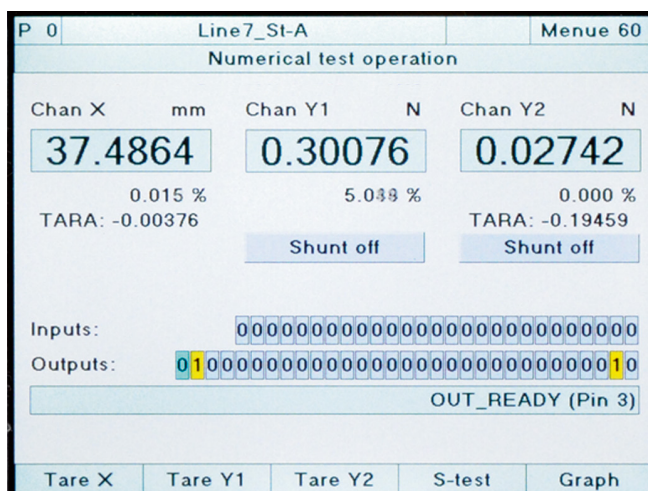 P 0 Line7_St-A Menue 60
Numerical test operation
Chan X mm Chan Y1 N Chan Y2 N
37.4864 0.30076 0.02742
0.015 % % 0.000 %
TARA: -0.00376 TARA: -0.19459
Shunt off Shunt off
Inputs: 000000000000000000000000000
Outputs: 0100000000000000000000000000010
OUT_READY (Pin 3)
Tare X Tare Y1 Tare Y2 S-test Graph